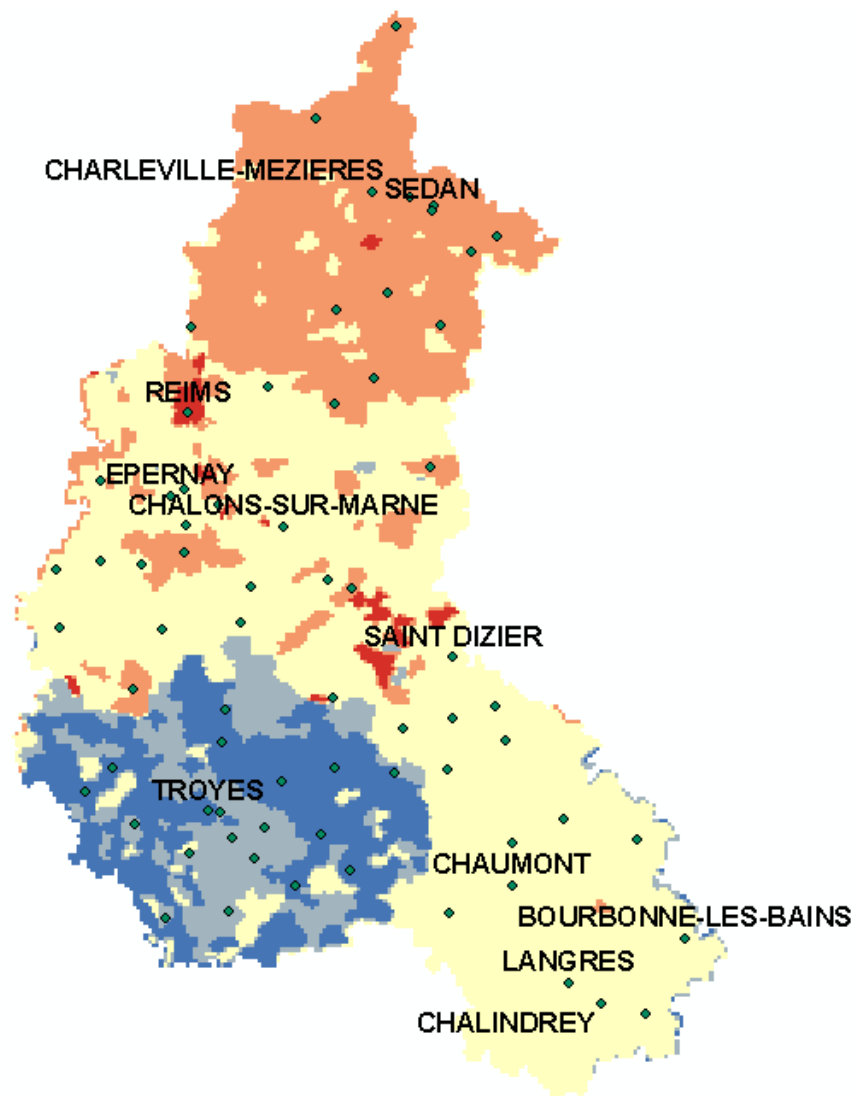 CHARLEVILLE-MEZIERES
SEDAN
REIMS
EPERNAY
CHALONS-SUR-MARNE
SAINT DIZIER
TROYES
CHAUMONT
BOURBONNE-LES-BAINS
LANGRES
CHALINDREY